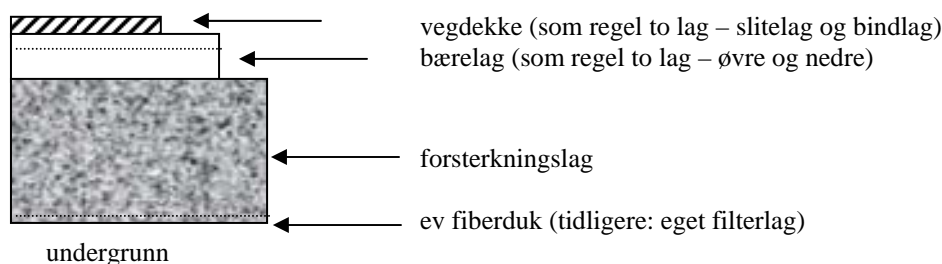 vegdekke (som regel to lag – slitelag og bindlag)
bærelag (som regel to lag – øvre og nedre)
forsterkningslag
ev fiberduk (tidligere: eget filterlag)
undergrunn